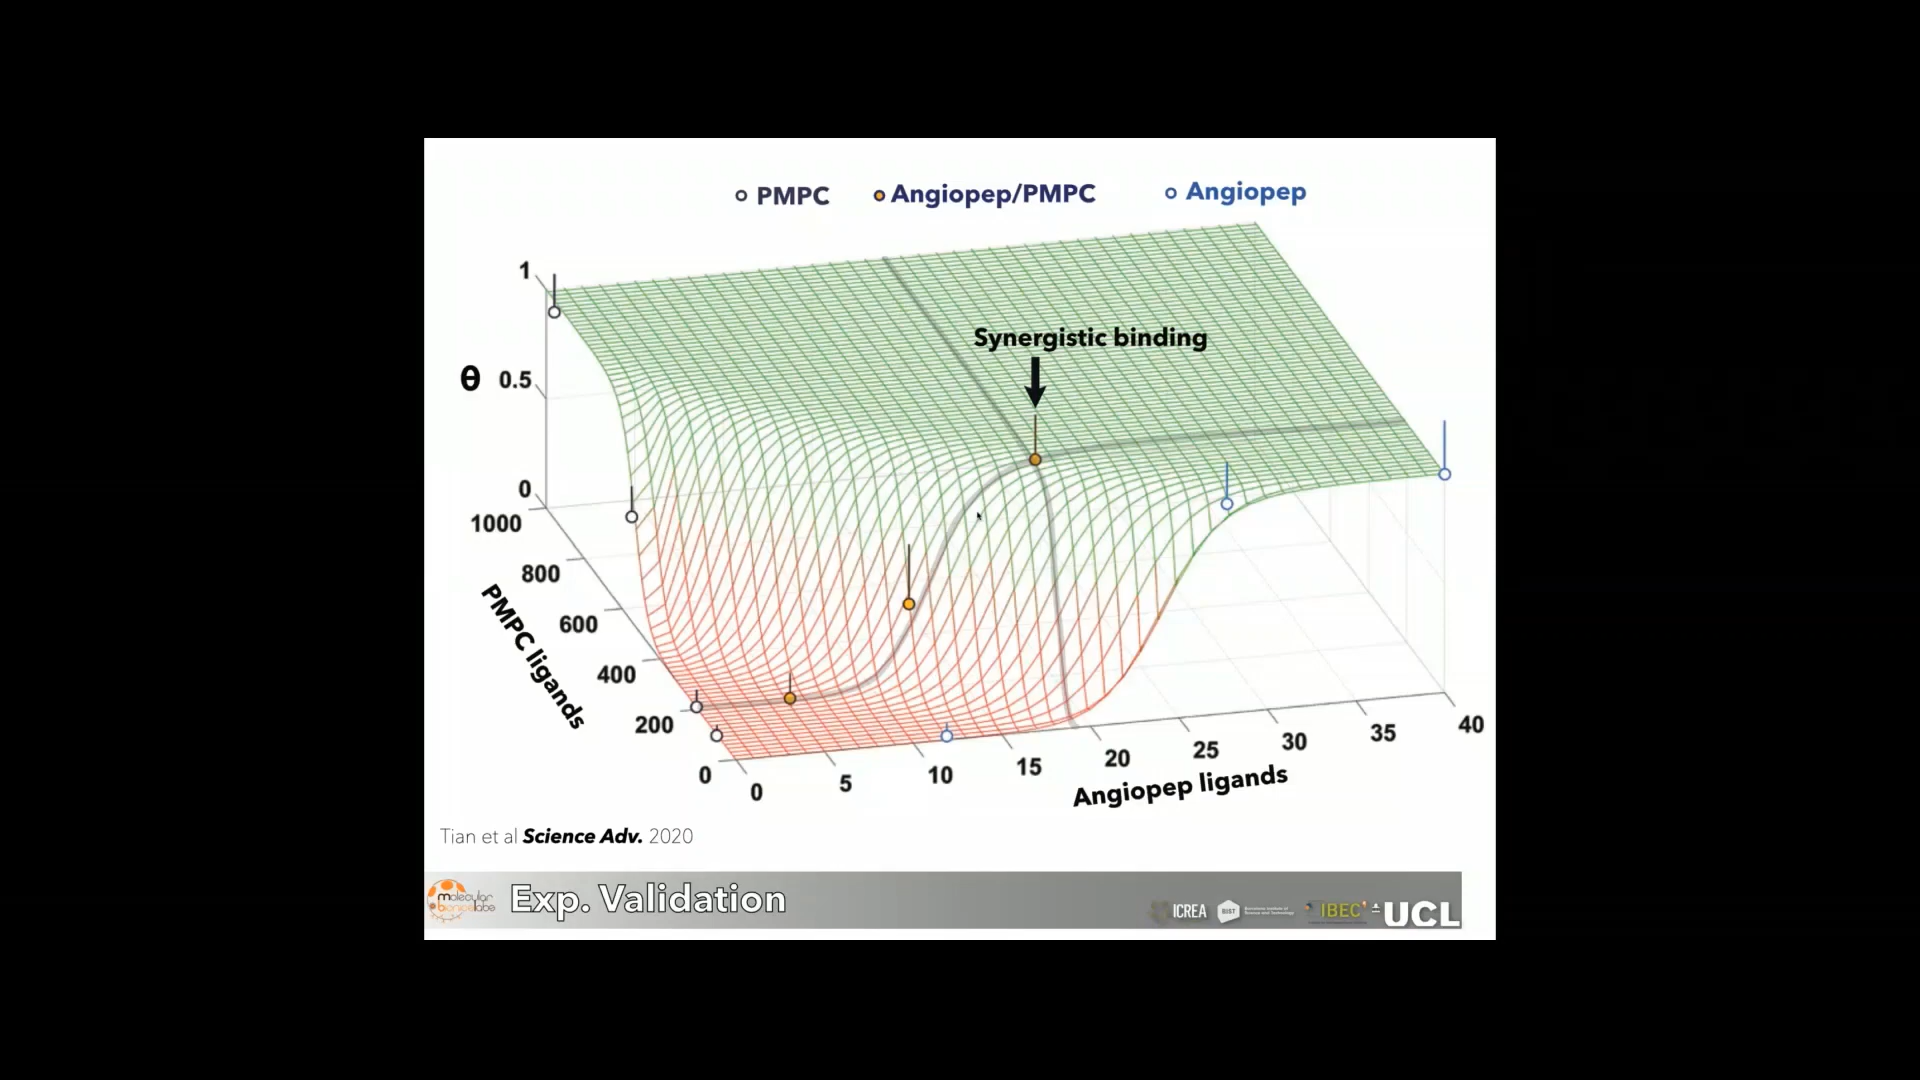 PMPC
Angiopep/PMPC
Angiopep
Synergistic binding
1
θ 0.5
0
1000
800
600
400
200
0
PMPC ligands
0
5
10
15
20
25
30
35
40
Angiopep ligands
Tian et al Science Adv. 2020
molecular
Exp. Validation
ICREA
BIST
IBEC
UCL